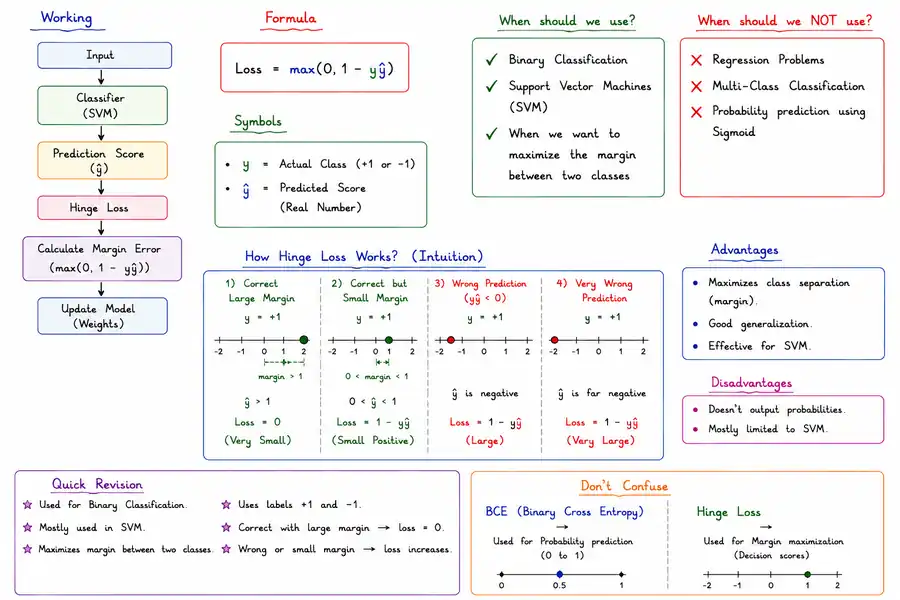 Working
Input
Classifier
(SVM)
Prediction Score
(ŷ)
Hinge Loss
Calculate Margin Error
(max(0, 1 - yŷ))
Update Model
(Weights)
Formula
Loss = max(0, 1 - yŷ)
Symbols
• y = Actual Class (+1 or -1)
• ŷ = Predicted Score
(Real Number)
When should we use?
✓ Binary Classification
✓ Support Vector Machines
(SVM)
✓ When we want to
maximize the margin
between two classes
When should we NOT use?
✗ Regression Problems
✗ Multi-Class Classification
✗ Probability prediction using
Sigmoid
How Hinge Loss Works? (Intuition)
1) Correct
Large Margin
y = +1
-2 -1 0 1 2
margin > 1
ŷ > 1
Loss = 0
(Very Small)
2) Correct but
Small Margin
y = +1
-2 -1 0 1 2
0 < margin < 1
0 < ŷ < 1
Loss = 1 - yŷ
(Small Positive)
3) Wrong Prediction
(yŷ < 0)
y = +1
-2 -1 0 1 2
ŷ is negative
Loss = 1 - yŷ
(Large)
4) Very Wrong
Prediction
y = +1
-2 -1 0 1 2
ŷ is far negative
Loss = 1 - yŷ
(Very Large)
Advantages
• Maximizes class separation
(margin).
• Good generalization.
• Effective for SVM.
Disadvantages
• Doesn't output probabilities.
• Mostly limited to SVM.
Quick Revision
☆ Used for Binary Classification.
☆ Mostly used in SVM.
☆ Maximizes margin between two classes.
☆ Uses labels +1 and -1.
☆ Correct with large margin → loss = 0.
☆ Wrong or small margin → loss increases.
Don't Confuse
BCE (Binary Cross Entropy)
→
Used for Probability prediction
(0 to 1)
0 0.5 1
Hinge Loss
→
Used for Margin maximization
(Decision scores)
-2 -1 0 1 2